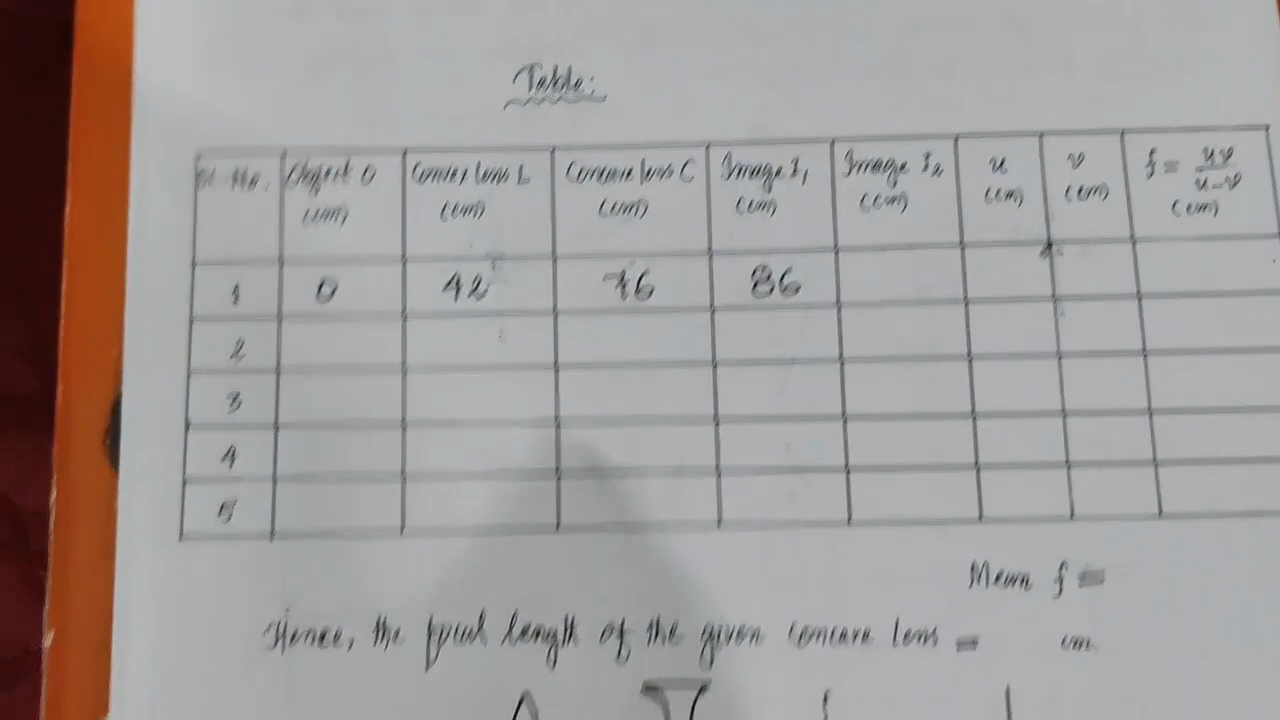 Table:
Sl. No. Object O (cm) Convex lens L (cm) Concave lens C (cm) Image I₁ (cm) Image I₂ (cm) u (cm) v (cm) f = uv/u-v (cm)
1 0 42 76 86
2
3
4
5
Mean f =
Hence, the focal length of the given concave lens = cm